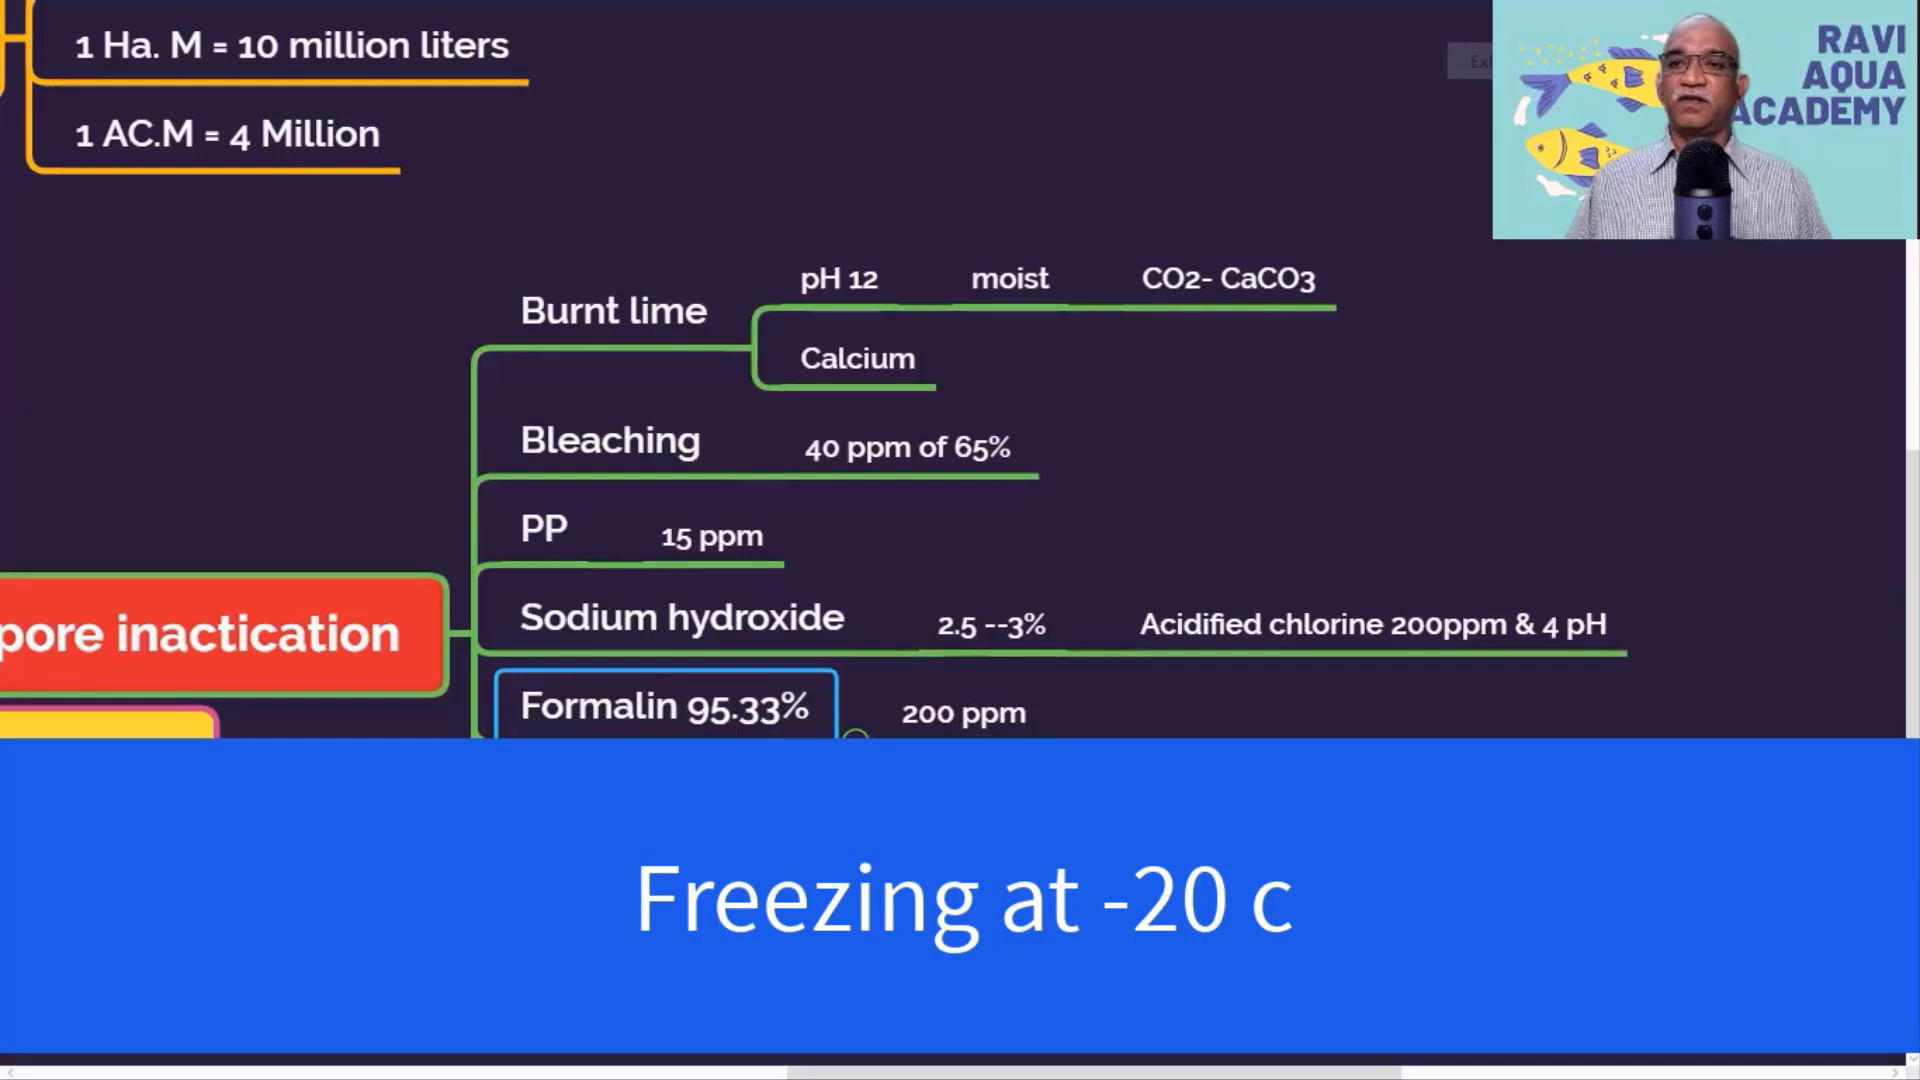 1 Ha. M = 10 million liters
1 AC.M = 4 Million
RAVI
AQUA
ACADEMY
Burnt lime
pH 12 moist CO2- CaCO3
Calcium
Bleaching 40 ppm of 65%
PP 15 ppm
Sodium hydroxide 2.5 --3% Acidified chlorine 200ppm & 4 pH
pore inactication
Formalin 95.33% 200 ppm
Freezing at -20 c